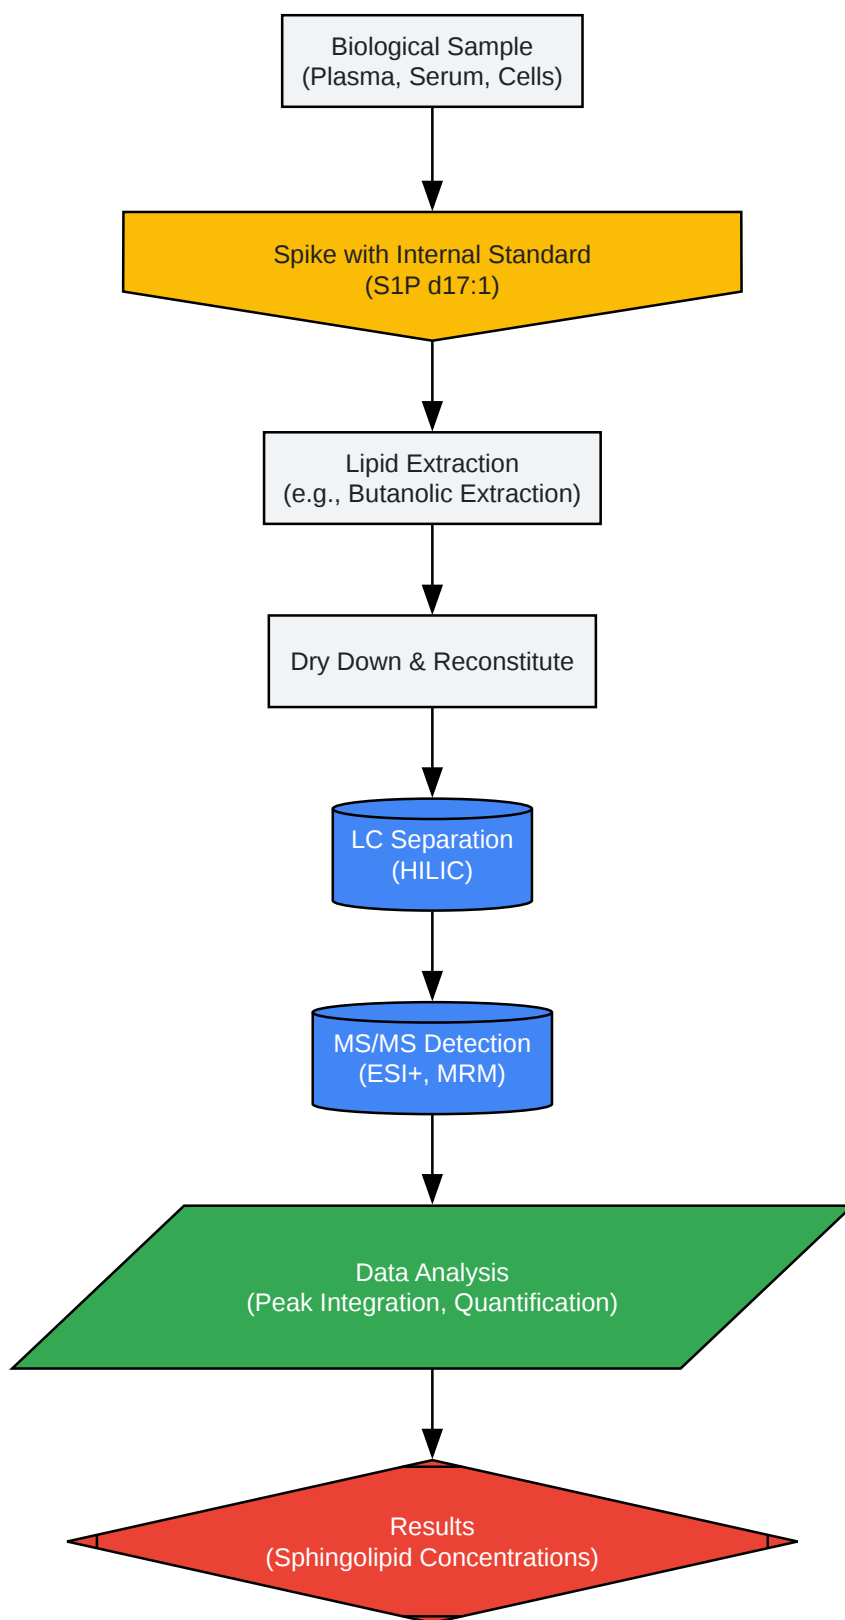 Biological Sample
(Plasma, Serum, Cells)
Spike with Internal Standard
(S1P d17:1)
Lipid Extraction
(e.g., Butanolic Extraction)
Dry Down & Reconstitute
LC Separation
(HILIC)
MS/MS Detection
(ESI+, MRM)
Data Analysis
(Peak Integration, Quantification)
Results
(Sphingolipid Concentrations)